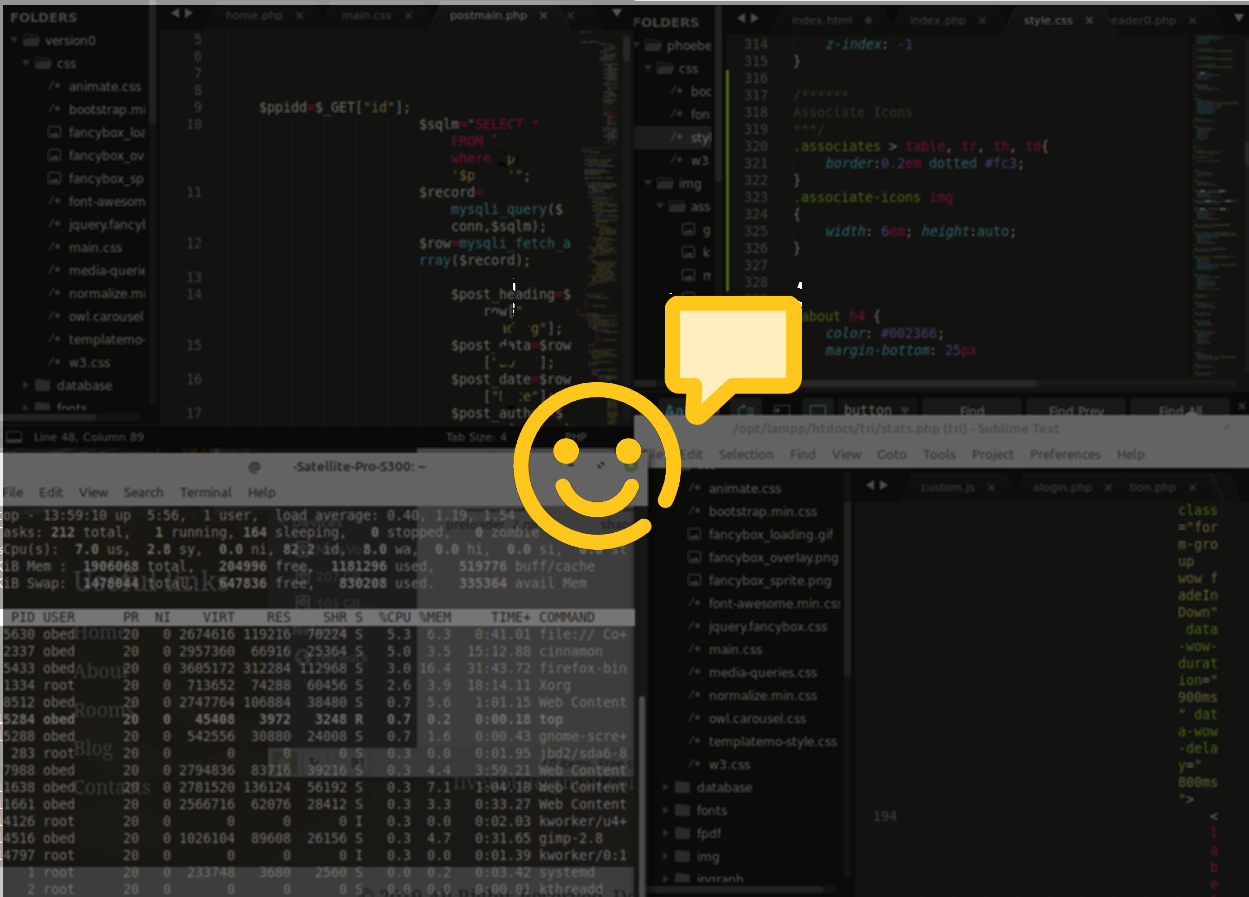 FOLDERS
version0
css
/* animate.css
/* bootstrap.mi
fancybox_loa
fancybox_ov
fancybox_sp
/* font-awesom
/* jquery.fancyl
/* main.css
/* media-querie
/* normalize.mi
/* owl.carousel.
/* templatemo-
/* w3.css
database
fonts
home.php
main.css
postmain.php
5
6
7
8
9 $ppidd=$_GET["id"];
10 $sqlm="SELECT *
FROM
where
'$p '";
11 $record=
mysqli_query($
conn,$sqlm);
12 $row=mysqli_fetch_a
rray($record);
13
14 $post_heading=$
row["
g"];
15 $post_data=$row
["
16 $post_date=$row
["
17 $post_auth
Line 48, Column 89
Tab Size: 4
PHP
FOLDERS
phoebe
css
/* boo
/* fon
/* styl
/* w3.
img
ass
index.html
index.php
style.css
eader0.php
314 z-index: -1
315 }
316
317 /******
318 Associate Icons
319 ***/
320 .associates > table, tr, th, td{
321 border:0.2em dotted #fc3;
322 }
323 .associate-icons img
324 {
325 width: 6em; height:auto;
326 }
327
328
about h4 {
color: #002366;
margin-bottom: 25px
Aa
button
Find
Find Prev
Find All
@ -Satellite-Pro-S300: ~
File Edit View Search Terminal Help
op - 13:59:10 up 5:56, 1 user, load average: 0.40, 1.19, 1.54
asks: 212 total, 1 running, 164 sleeping, 0 stopped, 0 zombie
Cpu(s): 7.0 us, 2.8 sy, 0.0 ni, 82.2 id, 8.0 wa, 0.0 hi, 0.0 si, 0.0 st
iB Mem : 1906068 total, 204996 free, 1181296 used, 519776 buff/cache
iB Swap: 1478044 total, 647836 free, 830208 used. 335364 avail Mem
Useful links
PID USER PR NI VIRT RES SHR S %CPU %MEM TIME+ COMMAND
5630 obed 20 0 2674616 119216 70224 S 5.3 6.3 0:41.01 file:// Co+
2337 obed 20 0 2957360 66916 25364 S 5.0 3.5 15:12.88 cinnamon
5433 obed 20 0 3605172 312284 112968 S 3.0 16.4 31:43.72 firefox-bin
1334 root 20 0 713652 74288 60456 S 2.6 3.9 18:14.11 Xorg
8512 obed 20 0 2747764 106884 38480 S 0.7 5.6 1:01.15 Web Content
5284 obed 20 0 45408 3972 3248 R 0.7 0.2 0:00.18 top
5288 obed 20 0 542556 30880 24008 S 0.7 1.6 0:00.43 gnome-scre+
283 root 20 0 0 0 0 S 0.3 0.0 0:01.95 jbd2/sda6-8
7988 obed 20 0 2794836 83716 39216 S 0.3 4.4 3:59.21 Web Content
1638 obed 20 0 2781520 136124 56192 S 0.3 7.1 1:04.18 Web Content
1661 obed 20 0 2566716 62076 28412 S 0.3 3.3 0:33.27 Web Content
4126 root 20 0 0 0 0 I 0.3 0.0 0:02.03 kworker/u4+
4516 obed 20 0 1026104 89608 26156 S 0.3 4.7 0:31.65 gimp-2.8
4797 root 20 0 0 0 0 I 0.3 0.0 0:01.39 kworker/0:1
1 root 20 0 233748 3680 2560 S 0.0 0.2 0:03.42 systemd
2 root 20 0 0 0 0 S 0.0 0.0 0:00.01 kthreadd
Home
About
Rooms
Blog
Contacts
/opt/lampp/htdocs/tri/stats.php (tri) - Sublime Text
File Edit Selection Find View Goto Tools Project Preferences Help
/* animate.css
/* bootstrap.min.css
fancybox_loading.gif
fancybox_overlay.png
fancybox_sprite.png
/* font-awesome.min.css
/* jquery.fancybox.css
/* main.css
/* media-queries.css
/* normalize.min.css
/* owl.carousel.css
/* templatemo-style.css
/* w3.css
database
fonts
fpdf
img
jpgraph
custom.js
alogin.php
tion.php
class
="for
m-gro
up
wow f
adeIn
Down"
data
-wow-
durat
ion="
900ms
" dat
a-wow
-dela
y="
800ms
">
194 <
l
a
b
e